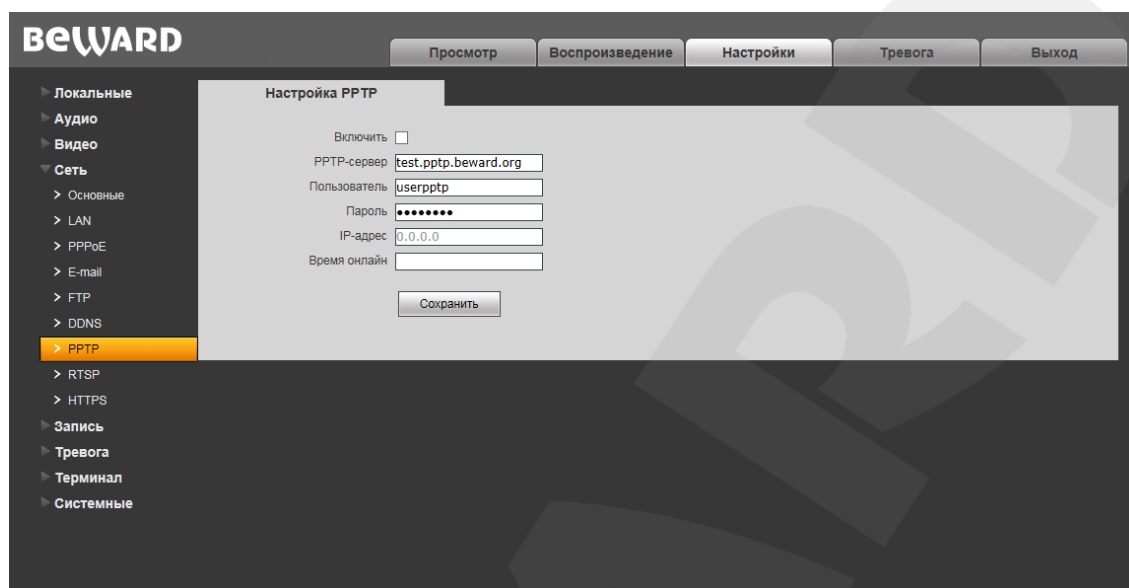 BEWARD
Просмотр Воспроизведение Настройки Тревога Выход
Локальные
Аудио
Видео
Сеть
> Основные
> LAN
> PPPoE
> E-mail
> FTP
> DDNS
> PPTP
> RTSP
> HTTPS
Запись
Тревога
Терминал
Системные
Настройка PPTP
Включить
PPTP-сервер test.pptp.beward.org
Пользователь userpptp
Пароль ••••••••
IP-адрес 0.0.0.0
Время онлайн
Сохранить